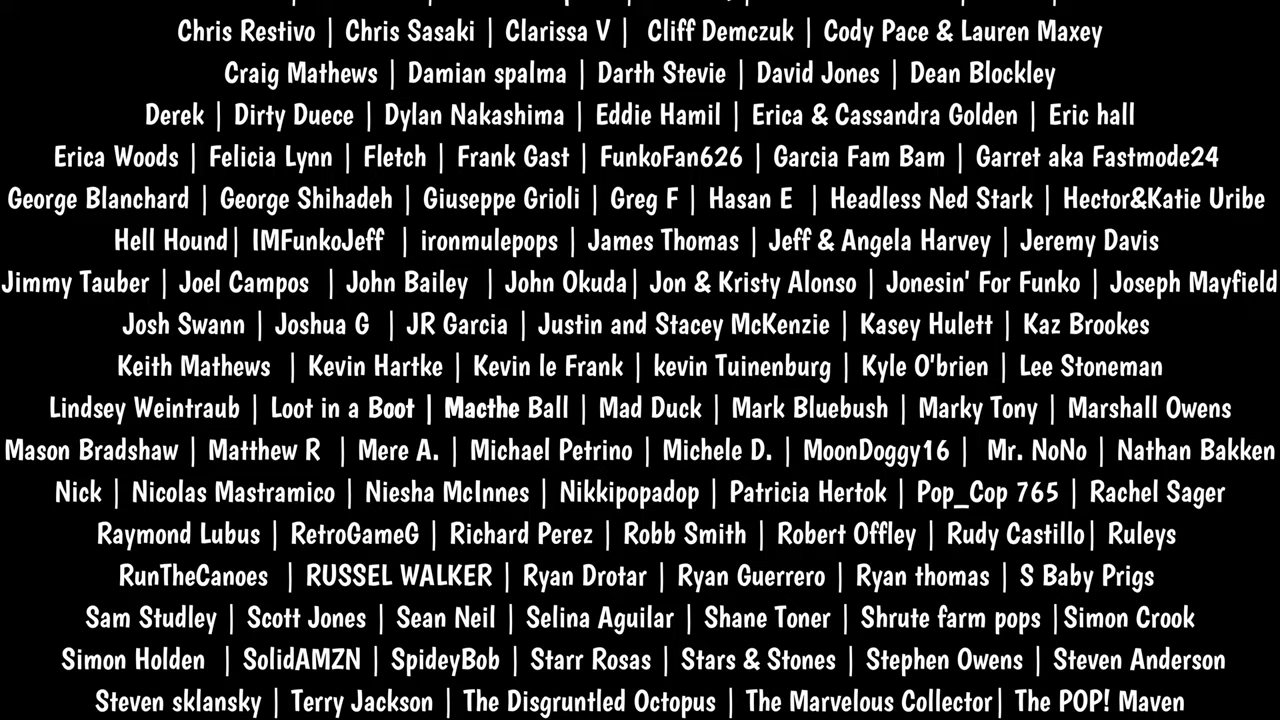 Chris Restivo | Chris Sasaki | Clarissa V | Cliff Demczuk | Cody Pace & Lauren Maxey
Craig Mathews | Damian spalma | Darth Stevie | David Jones | Dean Blockley
Derek | Dirty Duece | Dylan Nakashima | Eddie Hamil | Erica & Cassandra Golden | Eric hall
Erica Woods | Felicia Lynn | Fletch | Frank Gast | FunkoFan626 | Garcia Fam Bam | Garret aka Fastmode24
George Blanchard | George Shihadeh | Giuseppe Grioli | Greg F | Hasan E | Headless Ned Stark | Hector&Katie Uribe
Hell Hound| IMFunkoJeff | ironmulepops | James Thomas | Jeff & Angela Harvey | Jeremy Davis
Jimmy Tauber | Joel Campos | John Bailey | John Okuda| Jon & Kristy Alonso | Jonesin' For Funko | Joseph Mayfield
Josh Swann | Joshua G | JR Garcia | Justin and Stacey McKenzie | Kasey Hulett | Kaz Brookes
Keith Mathews | Kevin Hartke | Kevin le Frank | kevin Tuinenburg | Kyle O'brien | Lee Stoneman
Lindsey Weintraub | Loot in a Boot | Macthe Ball | Mad Duck | Mark Bluebush | Marky Tony | Marshall Owens
Mason Bradshaw | Matthew R | Mere A. | Michael Petrino | Michele D. | MoonDoggy16 | Mr. NoNo | Nathan Bakken
Nick | Nicolas Mastramico | Niesha McInnes | Nikkipopadop | Patricia Hertok | Pop_Cop 765 | Rachel Sager
Raymond Lubus | RetroGameG | Richard Perez | Robb Smith | Robert Offley | Rudy Castillo| Ruleys
RunTheCanoes | RUSSEL WALKER | Ryan Drotar | Ryan Guerrero | Ryan thomas | S Baby Prigs
Sam Studley | Scott Jones | Sean Neil | Selina Aguilar | Shane Toner | Shrute farm pops |Simon Crook
Simon Holden | SolidAMZN | SpideyBob | Starr Rosas | Stars & Stones | Stephen Owens | Steven Anderson
Steven sklansky | Terry Jackson | The Disgruntled Octopus | The Marvelous Collector| The POP! Maven